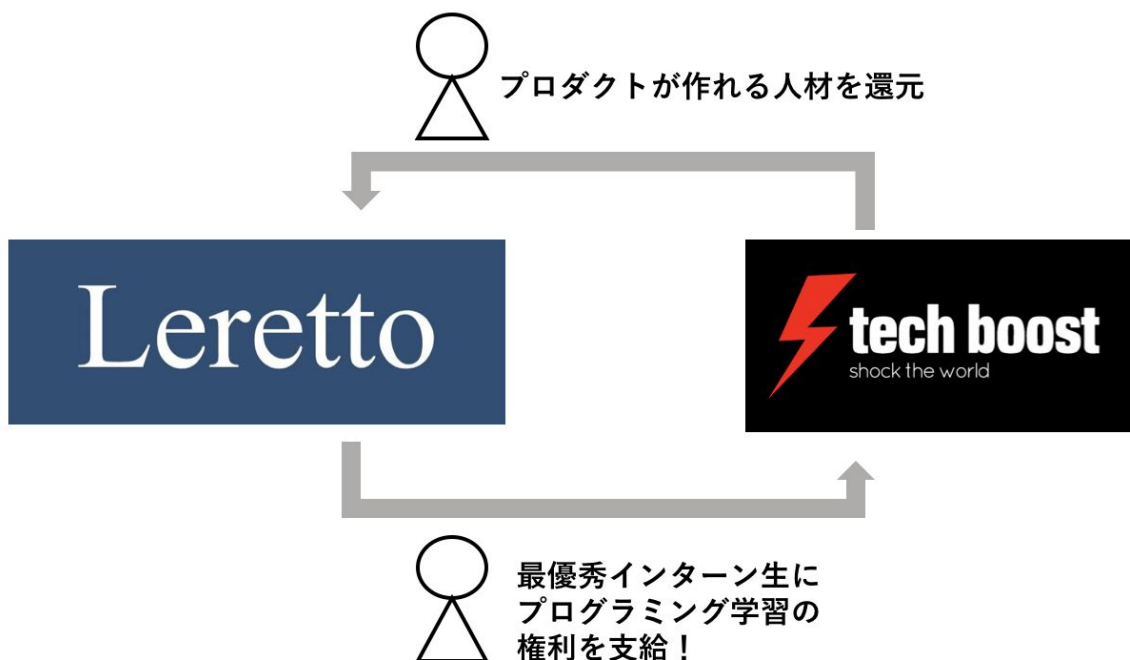 プロダクトが作れる人材を還元
Leretto
tech boost
shock the world
最優秀インターン生に
プログラミング学習の
権利を支給！